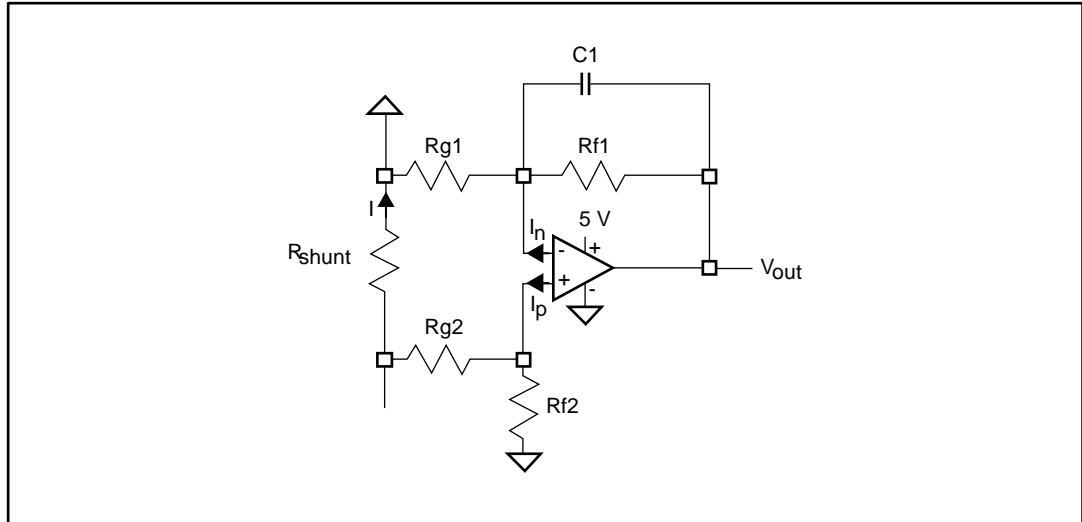 C1
Rg1
Rf1
I
In
5 V
Rshunt
-
+
+
-
Vout
Ip
Rg2
Rf2